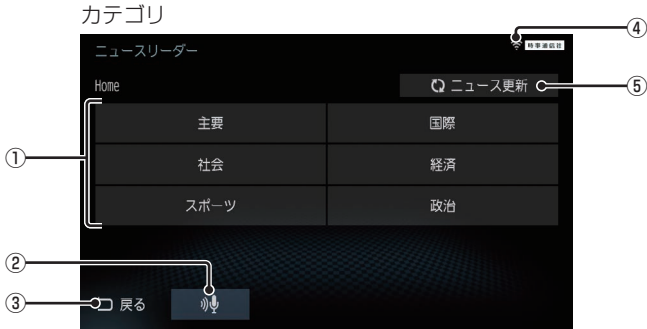 カテゴリ
④
ニュースリーダー 時事通信社
Home ニュース更新 ⑤
① 主要 国際
社会 経済
スポーツ 政治
②
③ 戻る